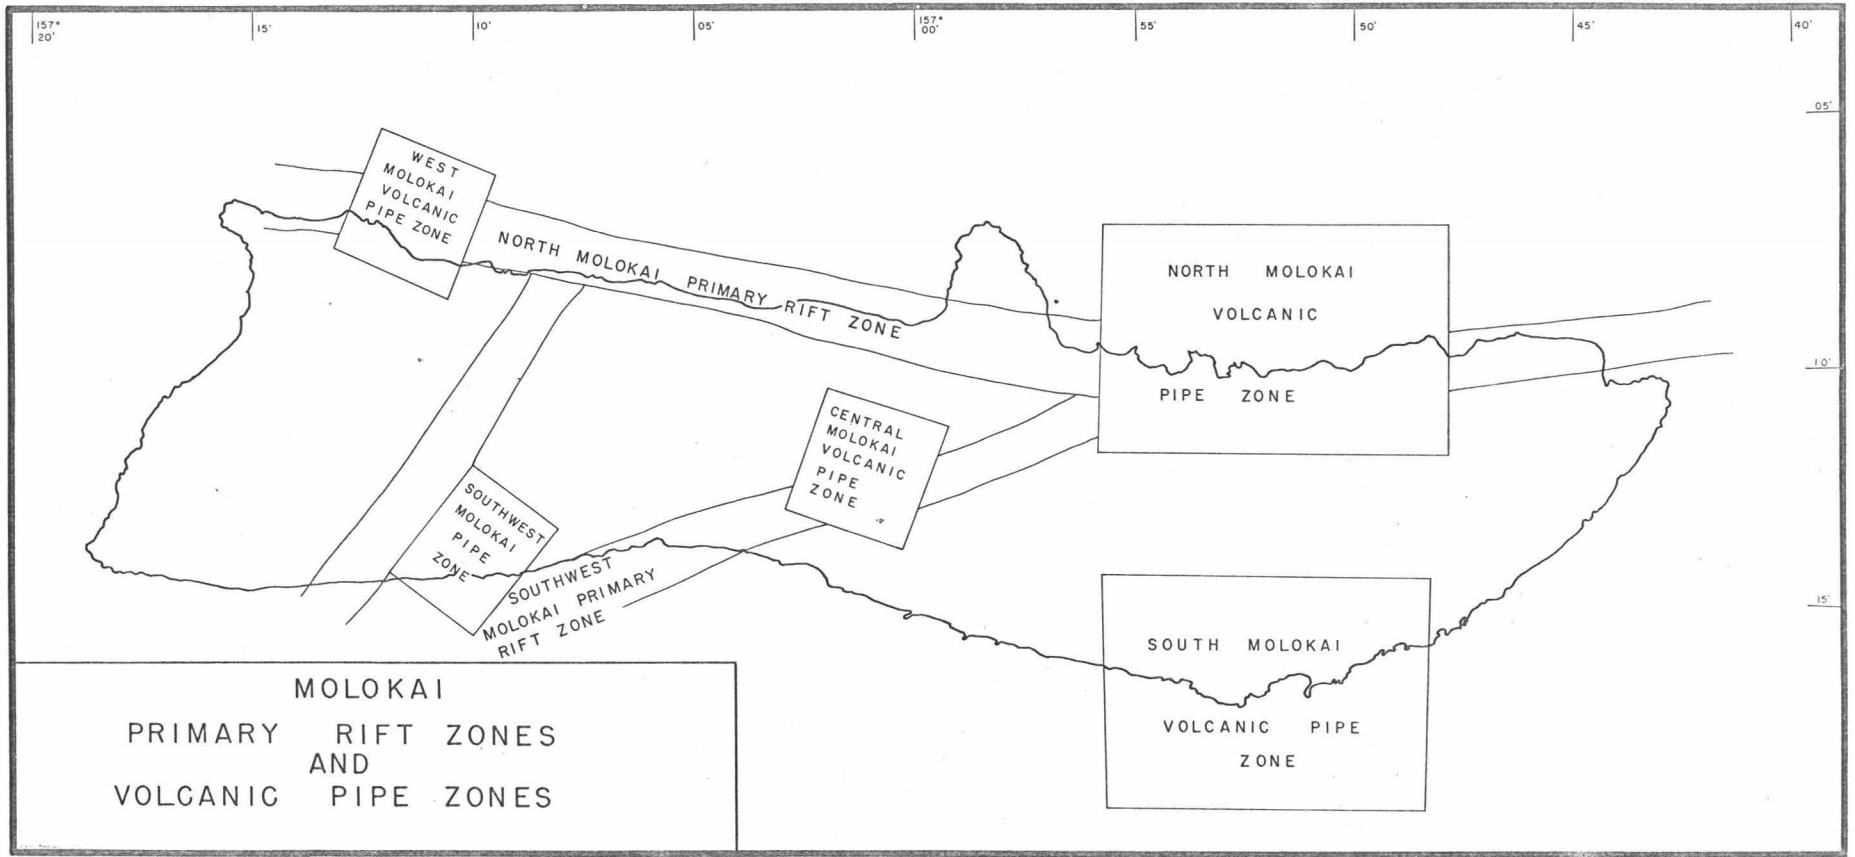 157°
20'
15'
10'
05'
157°
00'
55'
50'
45'
40'
05'
10'
15'
WEST
MOLOKAI
VOLCANIC
PIPE ZONE
NORTH MOLOKAI PRIMARY RIFT ZONE
NORTH MOLOKAI
VOLCANIC
PIPE ZONE
CENTRAL
MOLOKAI
VOLCANIC
PIPE
ZONE
SOUTHWEST
MOLOKAI
PIPE
ZONE
SOUTHWEST
MOLOKAI PRIMARY
RIFT ZONE
SOUTH MOLOKAI
VOLCANIC PIPE
ZONE
MOLOKAI
PRIMARY RIFT ZONES
AND
VOLCANIC PIPE ZONES